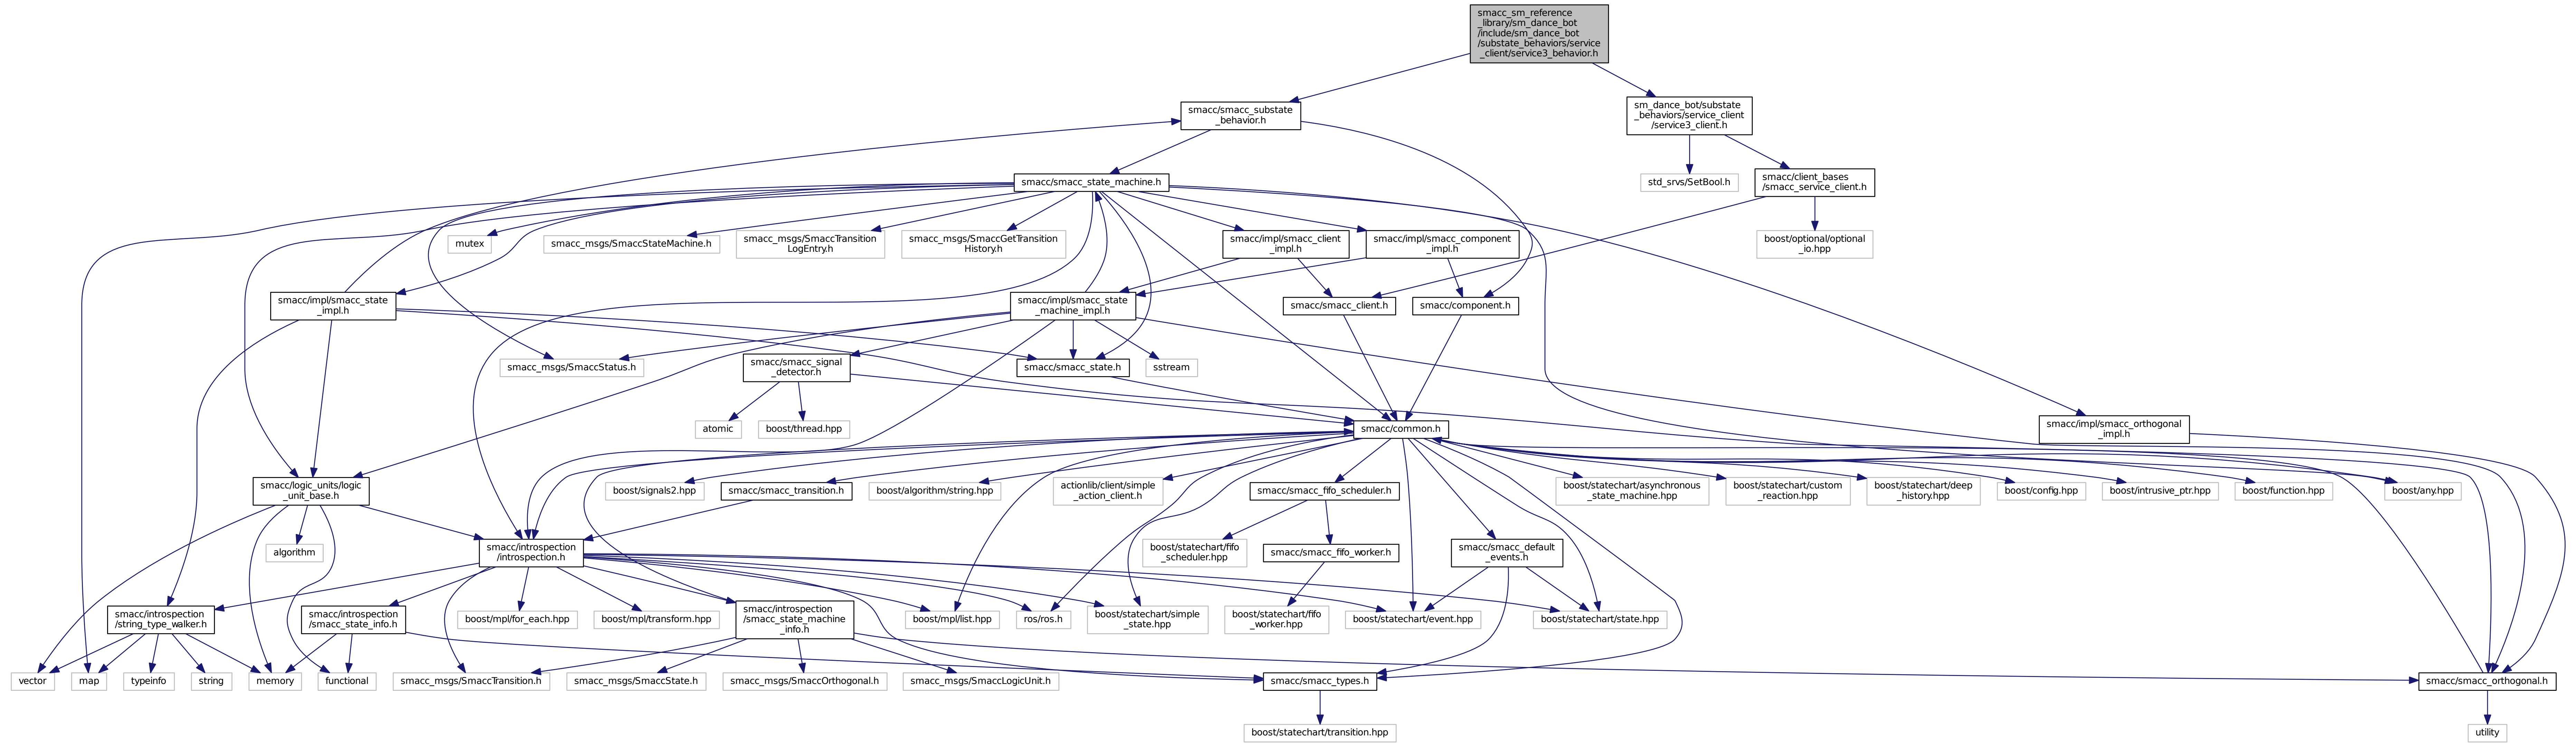 smacc_sm_reference
_library/sm_dance_bot
/include/sm_dance_bot
/substate_behaviors/service
_client/service3_behavior.h
smacc/smacc_substate
_behavior.h
sm_dance_bot/substate
_behaviors/service_client
/service3_client.h
smacc/smacc_state_machine.h
std_srvs/SetBool.h
smacc/client_bases
/smacc_service_client.h
mutex
smacc_msgs/SmaccStateMachine.h
smacc_msgs/SmaccTransition
LogEntry.h
smacc_msgs/SmaccGetTransition
History.h
smacc/impl/smacc_client
_impl.h
smacc/impl/smacc_component
_impl.h
boost/optional/optional
_io.hpp
smacc/impl/smacc_state
_impl.h
smacc/impl/smacc_state
_machine_impl.h
smacc/smacc_client.h
smacc/component.h
smacc_msgs/SmaccStatus.h
smacc/smacc_signal
_detector.h
smacc/smacc_state.h
sstream
atomic
boost/thread.hpp
smacc/common.h
smacc/impl/smacc_orthogonal
_impl.h
smacc/logic_units/logic
_unit_base.h
boost/signals2.hpp
smacc/smacc_transition.h
boost/algorithm/string.hpp
actionlib/client/simple
_action_client.h
smacc/smacc_fifo_scheduler.h
boost/statechart/asynchronous
_state_machine.hpp
boost/statechart/custom
_reaction.hpp
boost/statechart/deep
_history.hpp
boost/config.hpp
boost/intrusive_ptr.hpp
boost/function.hpp
boost/any.hpp
algorithm
smacc/introspection
/introspection.h
boost/statechart/fifo
_scheduler.hpp
smacc/smacc_fifo_worker.h
smacc/smacc_default
_events.h
smacc/introspection
/string_type_walker.h
smacc/introspection
/smacc_state_info.h
boost/mpl/for_each.hpp
boost/mpl/transform.hpp
smacc/introspection
/smacc_state_machine
_info.h
boost/mpl/list.hpp
ros/ros.h
boost/statechart/simple
_state.hpp
boost/statechart/fifo
_worker.hpp
boost/statechart/event.hpp
boost/statechart/state.hpp
vector
map
typeinfo
string
memory
functional
smacc_msgs/SmaccTransition.h
smacc_msgs/SmaccState.h
smacc_msgs/SmaccOrthogonal.h
smacc_msgs/SmaccLogicUnit.h
smacc/smacc_types.h
smacc/smacc_orthogonal.h
boost/statechart/transition.hpp
utility